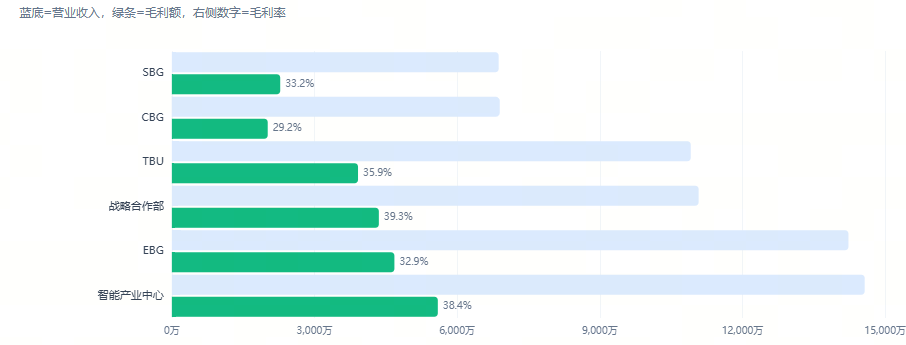 蓝底=营业收入，绿条=毛利额，右侧数字=毛利率
SBG
33.2%
CBG
29.2%
TBU
35.9%
战略合作部
39.3%
EBG
32.9%
智能产业中心
38.4%
0万 3,000万 6,000万 9,000万 12,000万 15,000万